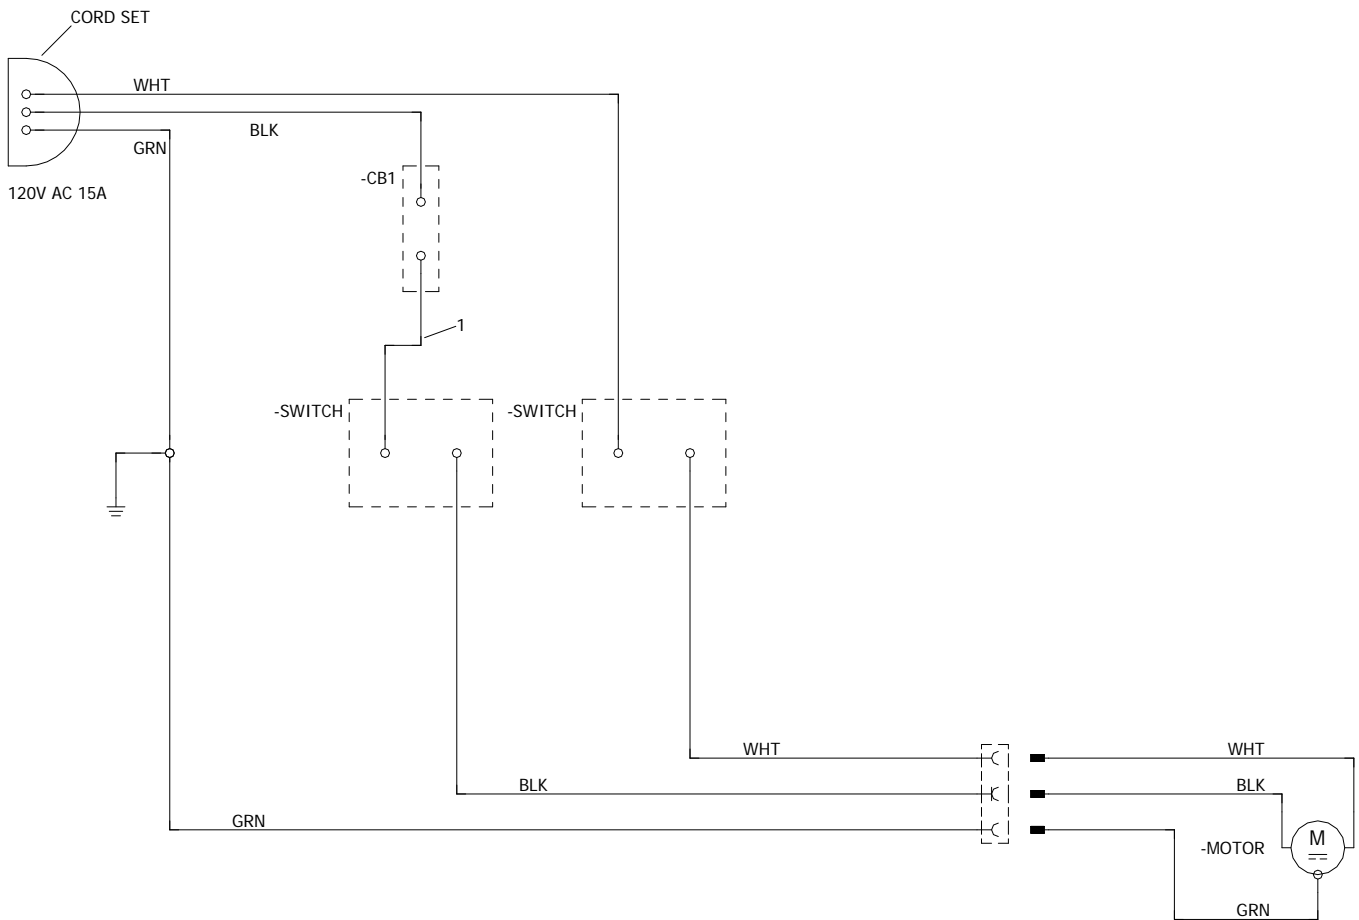 CORD SET
WHT
BLK
GRN
-CB1
120V AC 15A
1
-SWITCH
-SWITCH
WHT
WHT
BLK
BLK
GRN
M
-MOTOR
GRN